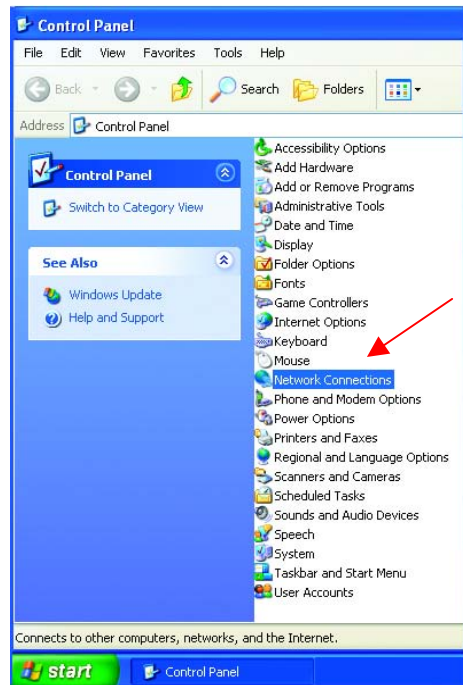 Control Panel
File Edit View Favorites Tools Help
Back Search Folders
Address Control Panel
Control Panel
Switch to Category View
See Also
Windows Update
Help and Support
Accessibility Options
Add Hardware
Add or Remove Programs
Administrative Tools
Date and Time
Display
Folder Options
Fonts
Game Controllers
Internet Options
Keyboard
Mouse
Network Connections
Phone and Modem Options
Power Options
Printers and Faxes
Regional and Language Options
Scanners and Cameras
Scheduled Tasks
Sounds and Audio Devices
Speech
System
Taskbar and Start Menu
User Accounts
Connects to other computers, networks, and the Internet.
start Control Panel